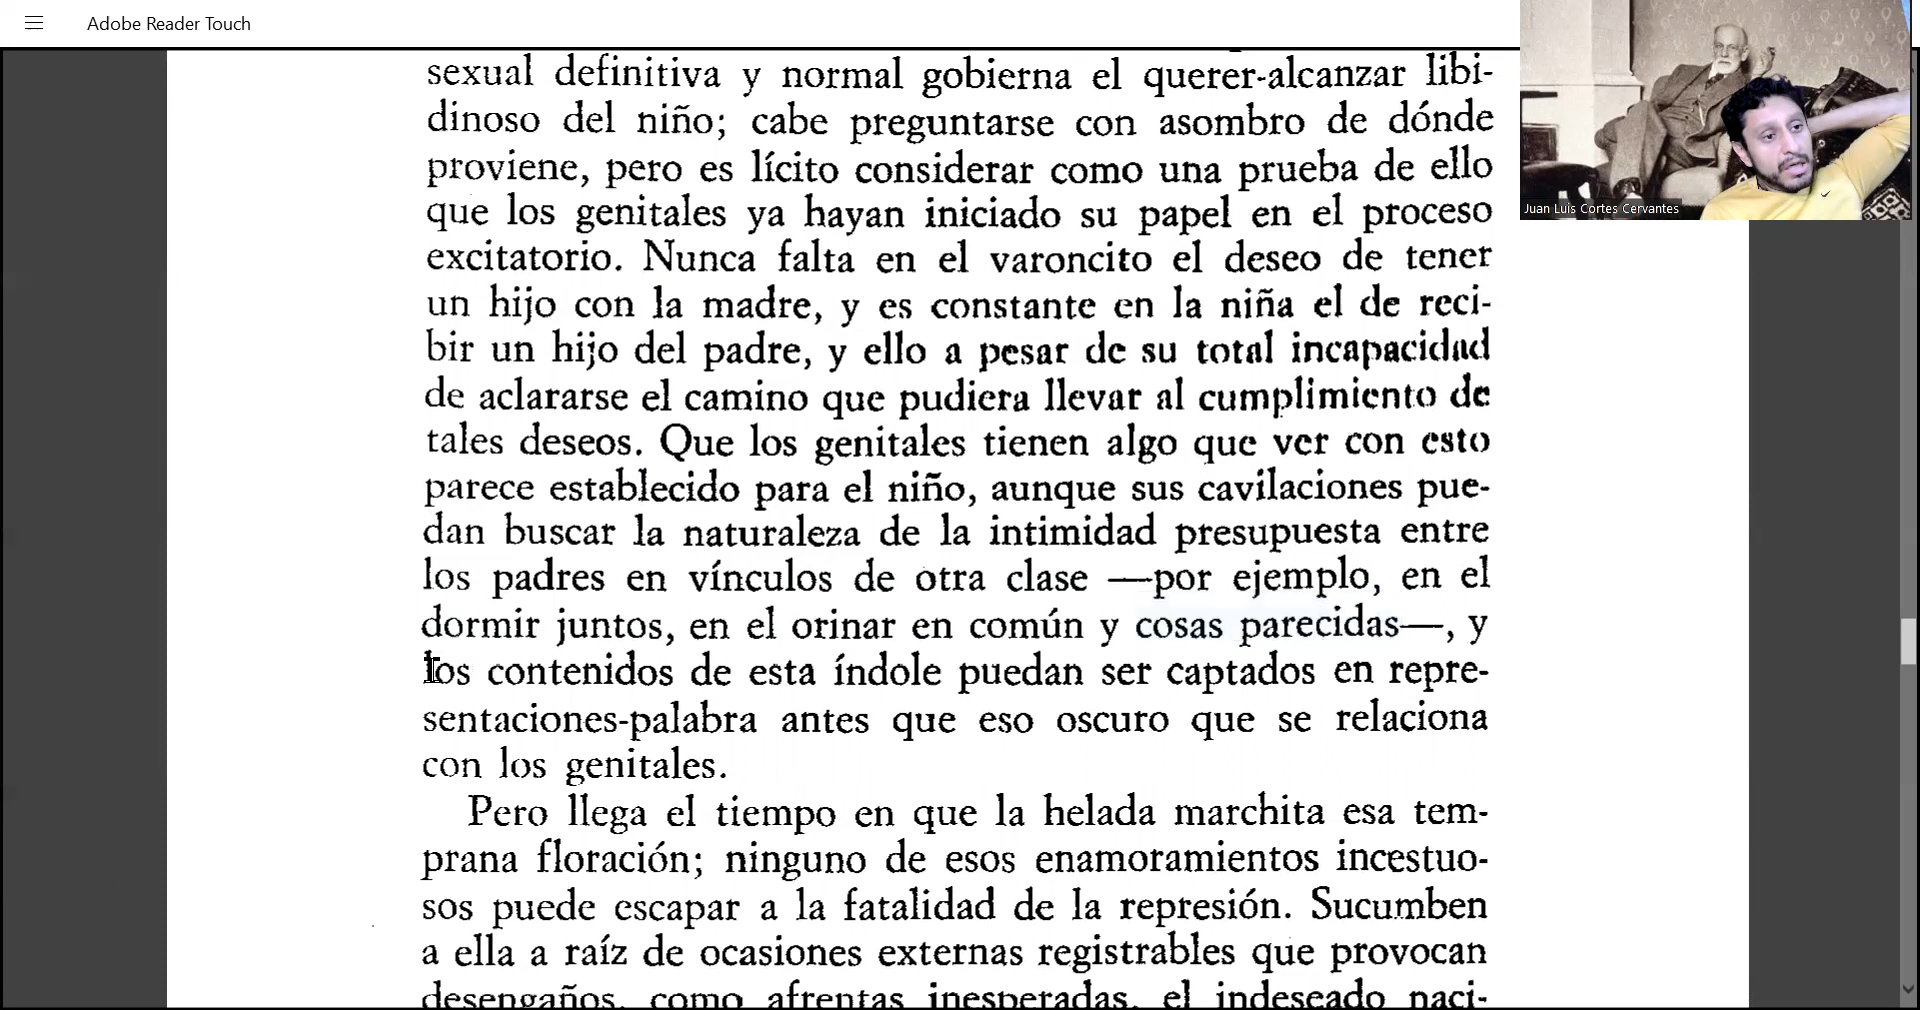 Adobe Reader Touch
Juan Luis Cortes Cervantes
sexual definitiva y normal gobierna el querer-alcanzar libi-
dinoso del niño; cabe preguntarse con asombro de dónde
proviene, pero es lícito considerar como una prueba de ello
que los genitales ya hayan iniciado su papel en el proceso
excitatorio. Nunca falta en el varoncito el deseo de tener
un hijo con la madre, y es constante en la niña el de reci-
bir un hijo del padre, y ello a pesar de su total incapacidad
de aclararse el camino que pudiera llevar al cumplimiento de
tales deseos. Que los genitales tienen algo que ver con esto
parece establecido para el niño, aunque sus cavilaciones pue-
dan buscar la naturaleza de la intimidad presupuesta entre
los padres en vínculos de otra clase —por ejemplo, en el
dormir juntos, en el orinar en común y cosas parecidas—, y
los contenidos de esta índole puedan ser captados en repre-
sentaciones-palabra antes que eso oscuro que se relaciona
con los genitales.
Pero llega el tiempo en que la helada marchita esa tem-
prana floración; ninguno de esos enamoramientos incestuo-
sos puede escapar a la fatalidad de la represión. Sucumben
a ella a raíz de ocasiones externas registrables que provocan
desengaños, como afrentas inesperadas, el indeseado naci-